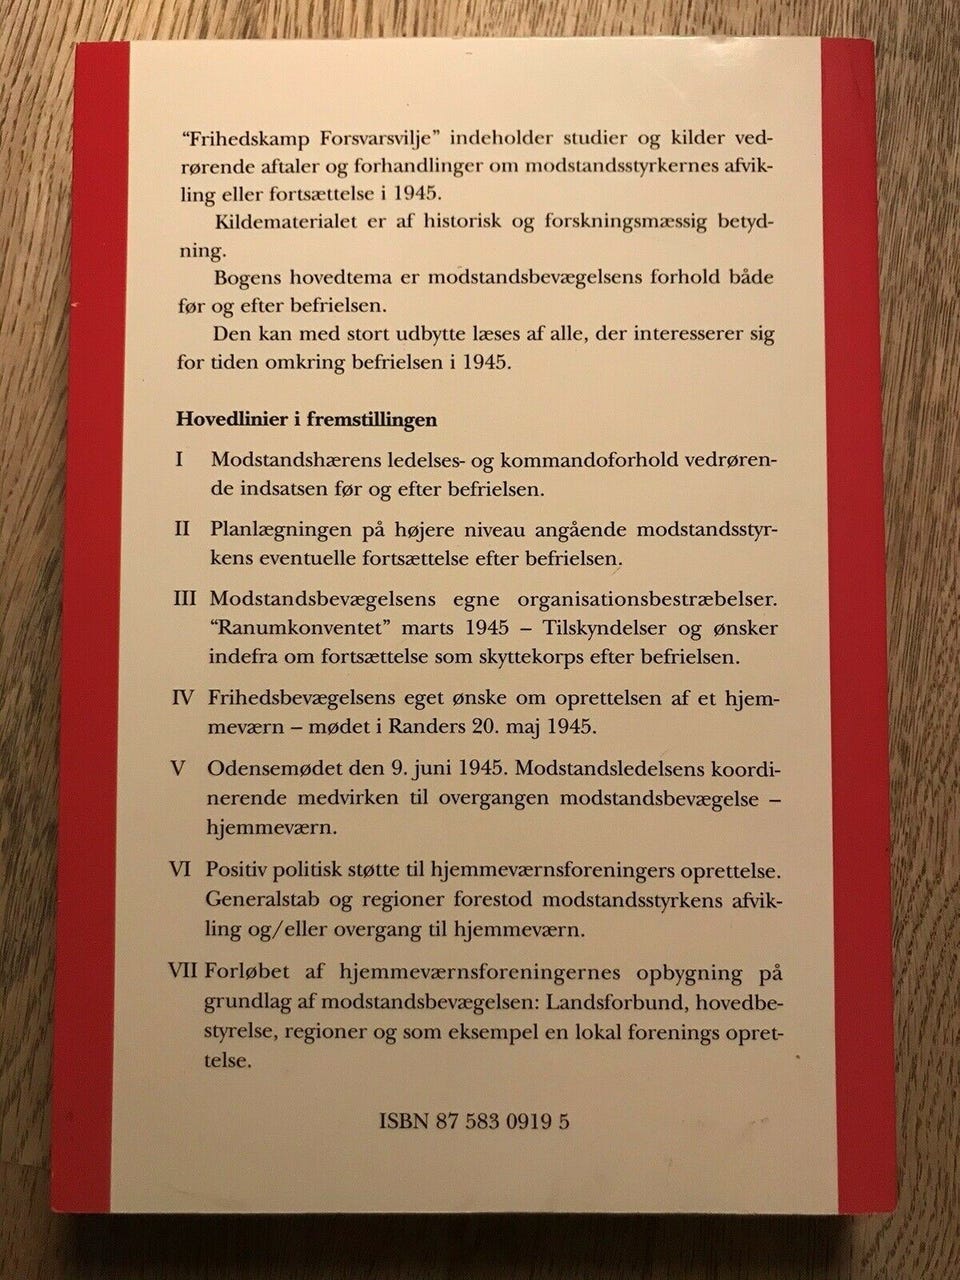 “Frihedskamp Forsvarsvilje” indeholder studier og kilder ved-
rørende aftaler og forhandlinger om modstandsstyrkernes afvik-
ling eller fortsættelse i 1945.
Kildematerialet er af historisk og forskningsmæssig betyd-
ning.
Bogens hovedtema er modstandsbevægelsens forhold både
før og efter befrielsen.
Den kan med stort udbytte læses af alle, der interesserer sig
for tiden omkring befrielsen i 1945.
Hovedlinier i fremstillingen
I Modstandshærens ledelses- og kommandoforhold vedrøren-
de indsatsen før og efter befrielsen.
II Planlægningen på højere niveau angående modstandsstyr-
kens eventuelle fortsættelse efter befrielsen.
III Modstandsbevægelsens egne organisationsbestræbelser.
“Ranumkonventet” marts 1945 – Tilskyndelser og ønsker
indefra om fortsættelse som skyttekorps efter befrielsen.
IV Frihedsbevægelsens eget ønske om oprettelsen af et hjem-
meværn – mødet i Randers 20. maj 1945.
V Odensemødet den 9. juni 1945. Modstandsledelsens koordi-
nerende medvirken til overgangen modstandsbevægelse –
hjemmeværn.
VI Positiv politisk støtte til hjemmeværnsforeningers oprettelse.
Generalstab og regioner forestod modstandsstyrkens afvik-
ling og/eller overgang til hjemmeværn.
VII Forløbet af hjemmeværnsforeningernes opbygning på
grundlag af modstandsbevægelsen: Landsforbund, hovedbe-
styrelse, regioner og som eksempel en lokal forenings opret-
telse.
ISBN 87 583 0919 5